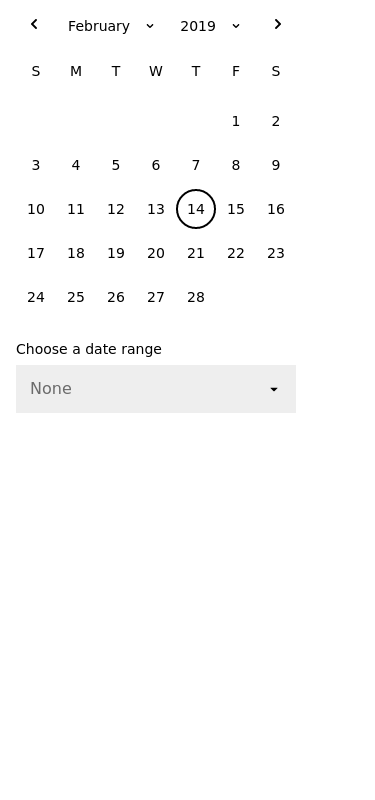 February 2019
S M T W T F S
1 2
3 4 5 6 7 8 9
10 11 12 13 14 15 16
17 18 19 20 21 22 23
24 25 26 27 28
Choose a date range
None